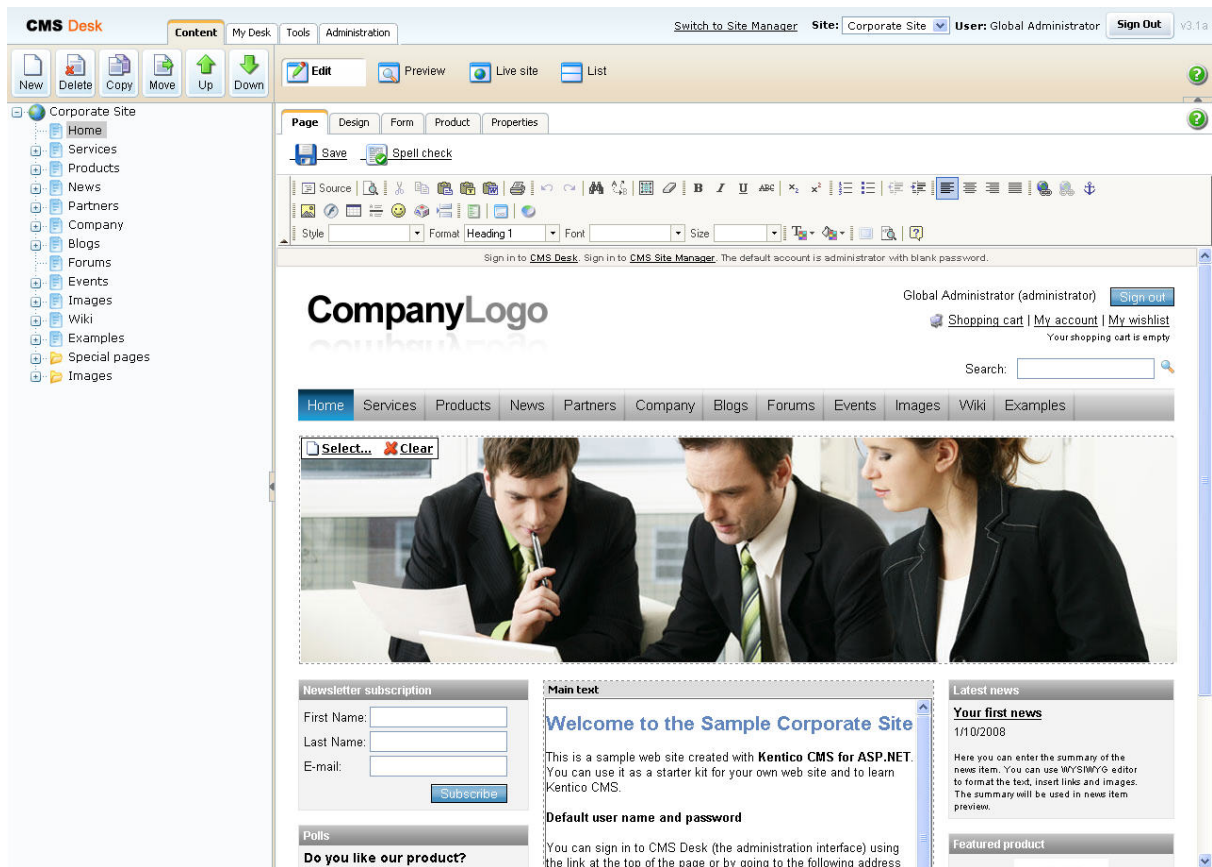 CMS Desk
Content My Desk Tools Administration
Switch to Site Manager Site: Corporate Site User: Global Administrator Sign Out v3.1a
New Delete Copy Move Up Down
Edit Preview Live site List
Corporate Site
Home
Services
Products
News
Partners
Company
Blogs
Forums
Events
Images
Wiki
Examples
Special pages
Images
Page Design Form Product Properties
Save Spell check
Source
B I U ABC x₂ x²
Style Format Heading 1 Font Size
Sign in to CMS Desk. Sign in to CMS Site Manager. The default account is administrator with blank password.
CompanyLogo
Global Administrator (administrator) Sign out
Shopping cart | My account | My wishlist
Your shopping cart is empty
Search:
Home Services Products News Partners Company Blogs Forums Events Images Wiki Examples
Select... Clear
Newsletter subscription
First Name:
Last Name:
E-mail:
Subscribe
Polls
Do you like our product?
Main text
Welcome to the Sample Corporate Site
This is a sample web site created with Kentico CMS for ASP.NET.
You can use it as a starter kit for your own web site and to learn
Kentico CMS.
Default user name and password
You can sign in to CMS Desk (the administration interface) using
the link at the top of the page or by going to the following address
Latest news
Your first news
1/10/2008
Here you can enter the summary of the
news item. You can use WYSIWYG editor
to format the text, insert links and images.
The summary will be used in news item
preview.
Featured product